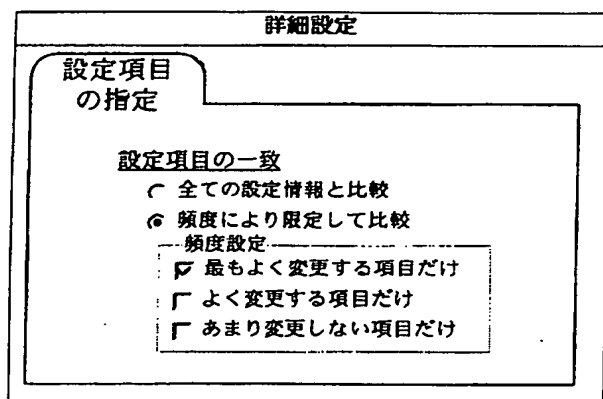 詳細設定
設定項目
の指定
設定項目の一致
全ての設定情報と比較
頻度により限定して比較
頻度設定
最もよく変更する項目だけ
よく変更する項目だけ
あまり変更しない項目だけ